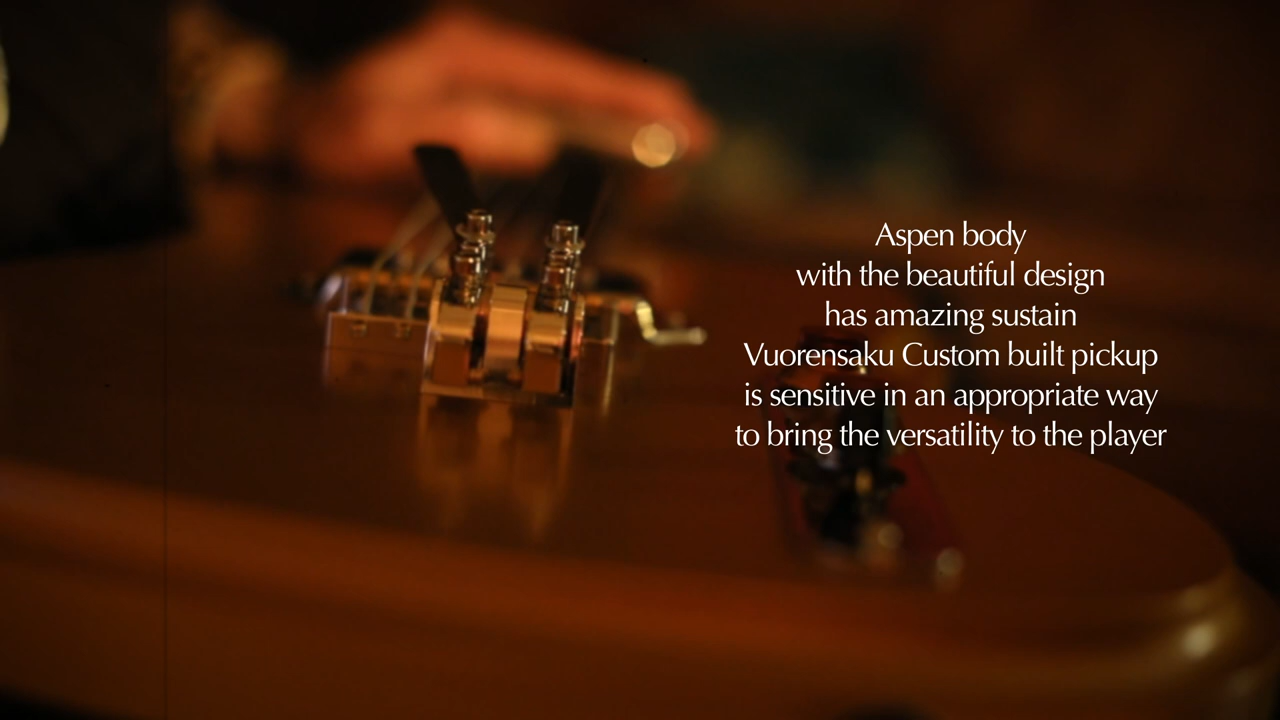 Aspen body
with the beautiful design
has amazing sustain
Vuorensaku Custom built pickup
is sensitive in an appropriate way
to bring the versatility to the player